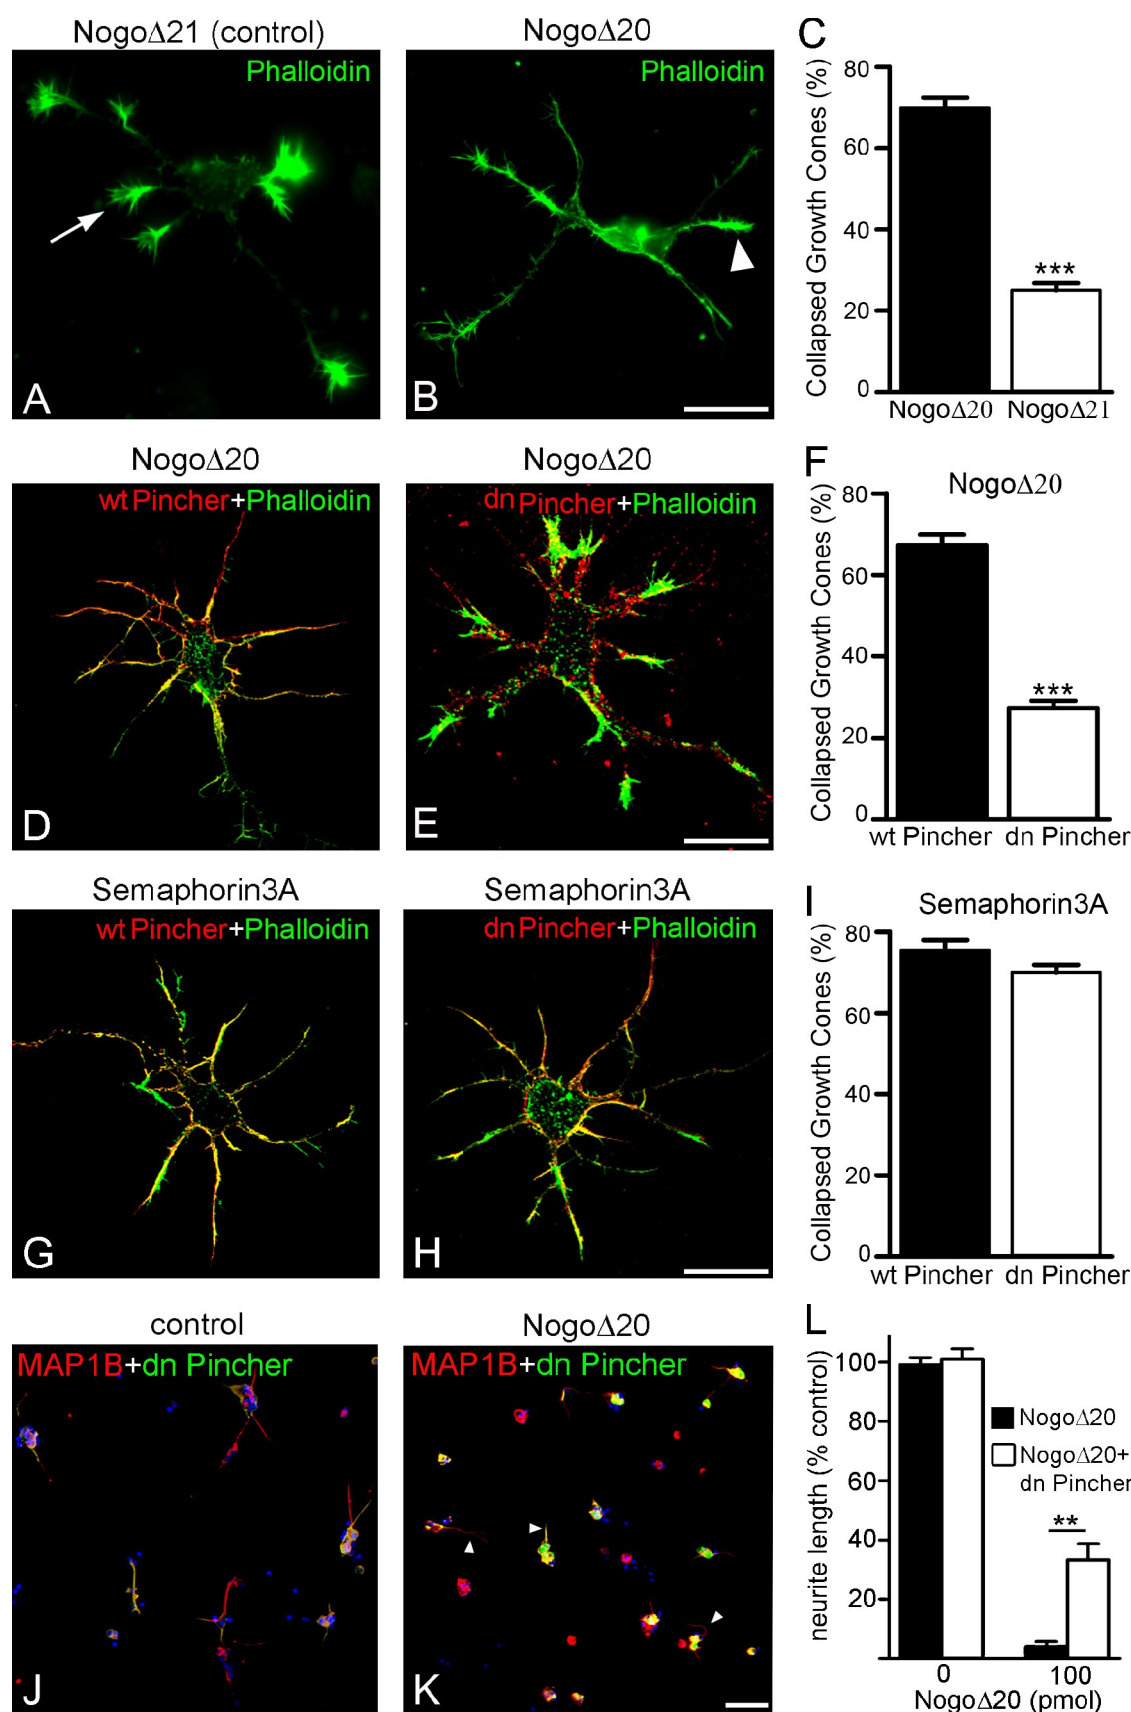 NogoΔ21 (control)
Phalloidin
A
NogoΔ20
Phalloidin
B
C
Collapsed Growth Cones (%)
80
60
40
20
0
***
NogoΔ20 NogoΔ21
NogoΔ20
wt Pincher+Phalloidin
D
NogoΔ20
dn Pincher+Phalloidin
E
F
NogoΔ20
Collapsed Growth Cones (%)
80
60
40
20
0
***
wt Pincher dn Pincher
Semaphorin3A
wt Pincher+Phalloidin
G
Semaphorin3A
dn Pincher+Phalloidin
H
I
Semaphorin3A
Collapsed Growth Cones (%)
80
60
40
20
0
wt Pincher dn Pincher
control
MAP1B+dn Pincher
J
NogoΔ20
MAP1B+dn Pincher
K
L
neurite length (% control)
100
80
60
40
20
NogoΔ20
NogoΔ20+
dn Pincher
**
0 100
NogoΔ20 (pmol)